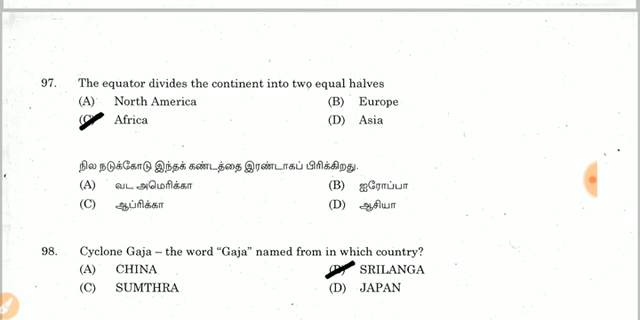 97. The equator divides the continent into two equal halves
(A) North America (B) Europe
(C) Africa (D) Asia
நில நடுக்கோடு இந்தக் கண்டத்தை இரண்டாகப் பிரிக்கிறது.
(A) வட அமெரிக்கா (B) ஐரோப்பா
(C) ஆப்ரிக்கா (D) ஆசியா
98. Cyclone Gaja – the word “Gaja” named from in which country?
(A) CHINA (B) SRILANGA
(C) SUMTHRA (D) JAPAN